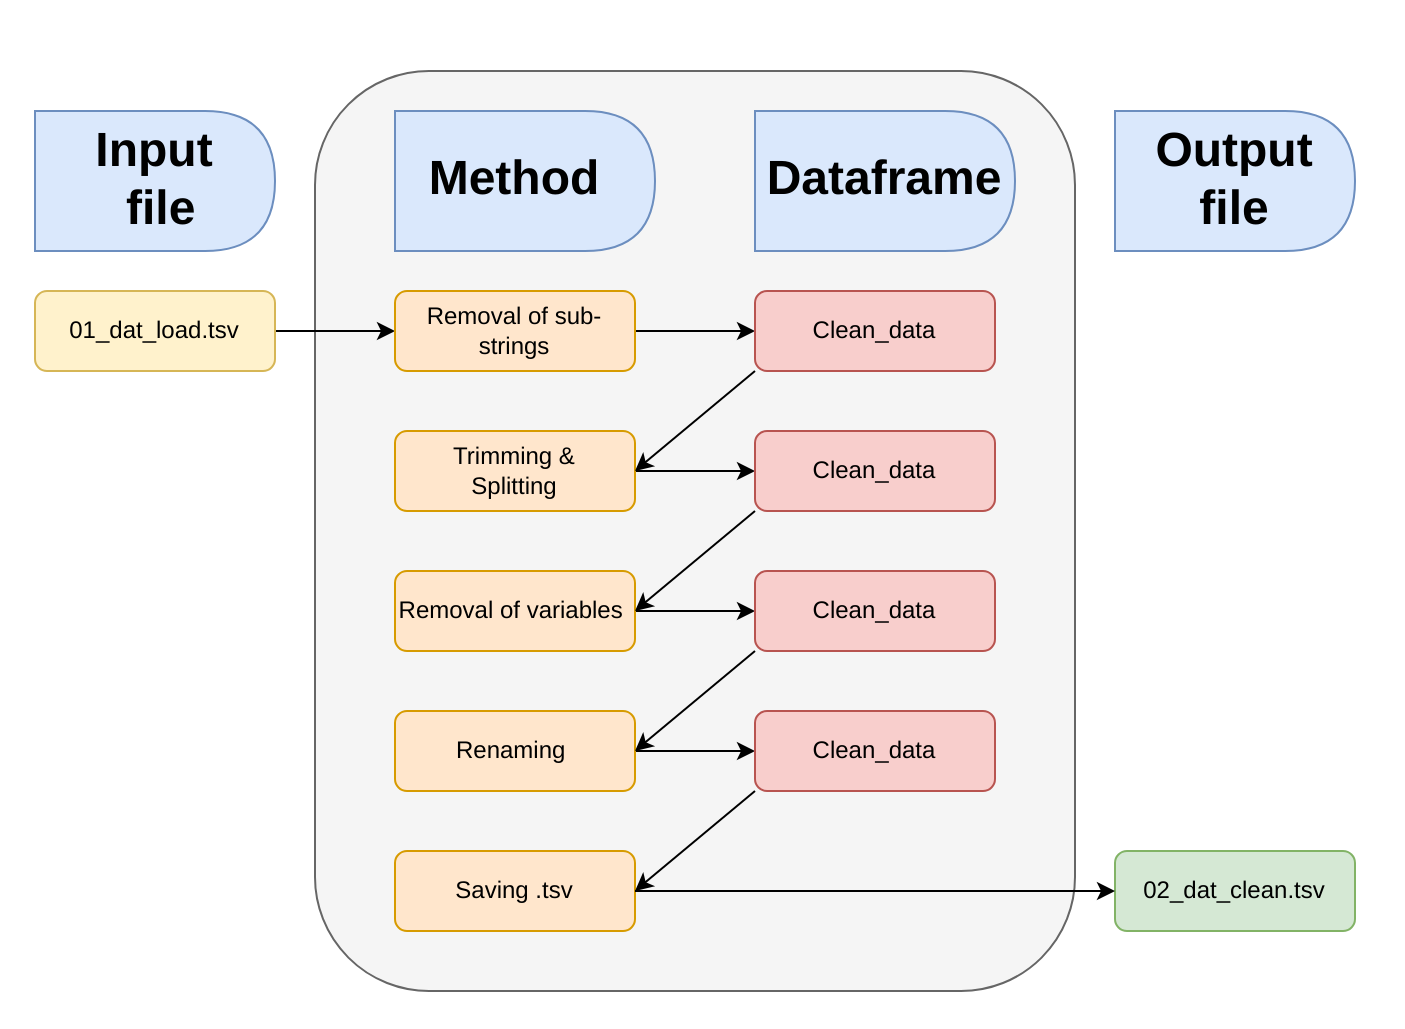 Input
file
Method
Dataframe
Output
file
01_dat_load.tsv
Removal of sub-
strings
Clean_data
Trimming &
Splitting
Clean_data
Removal of variables
Clean_data
Renaming
Clean_data
Saving .tsv
02_dat_clean.tsv